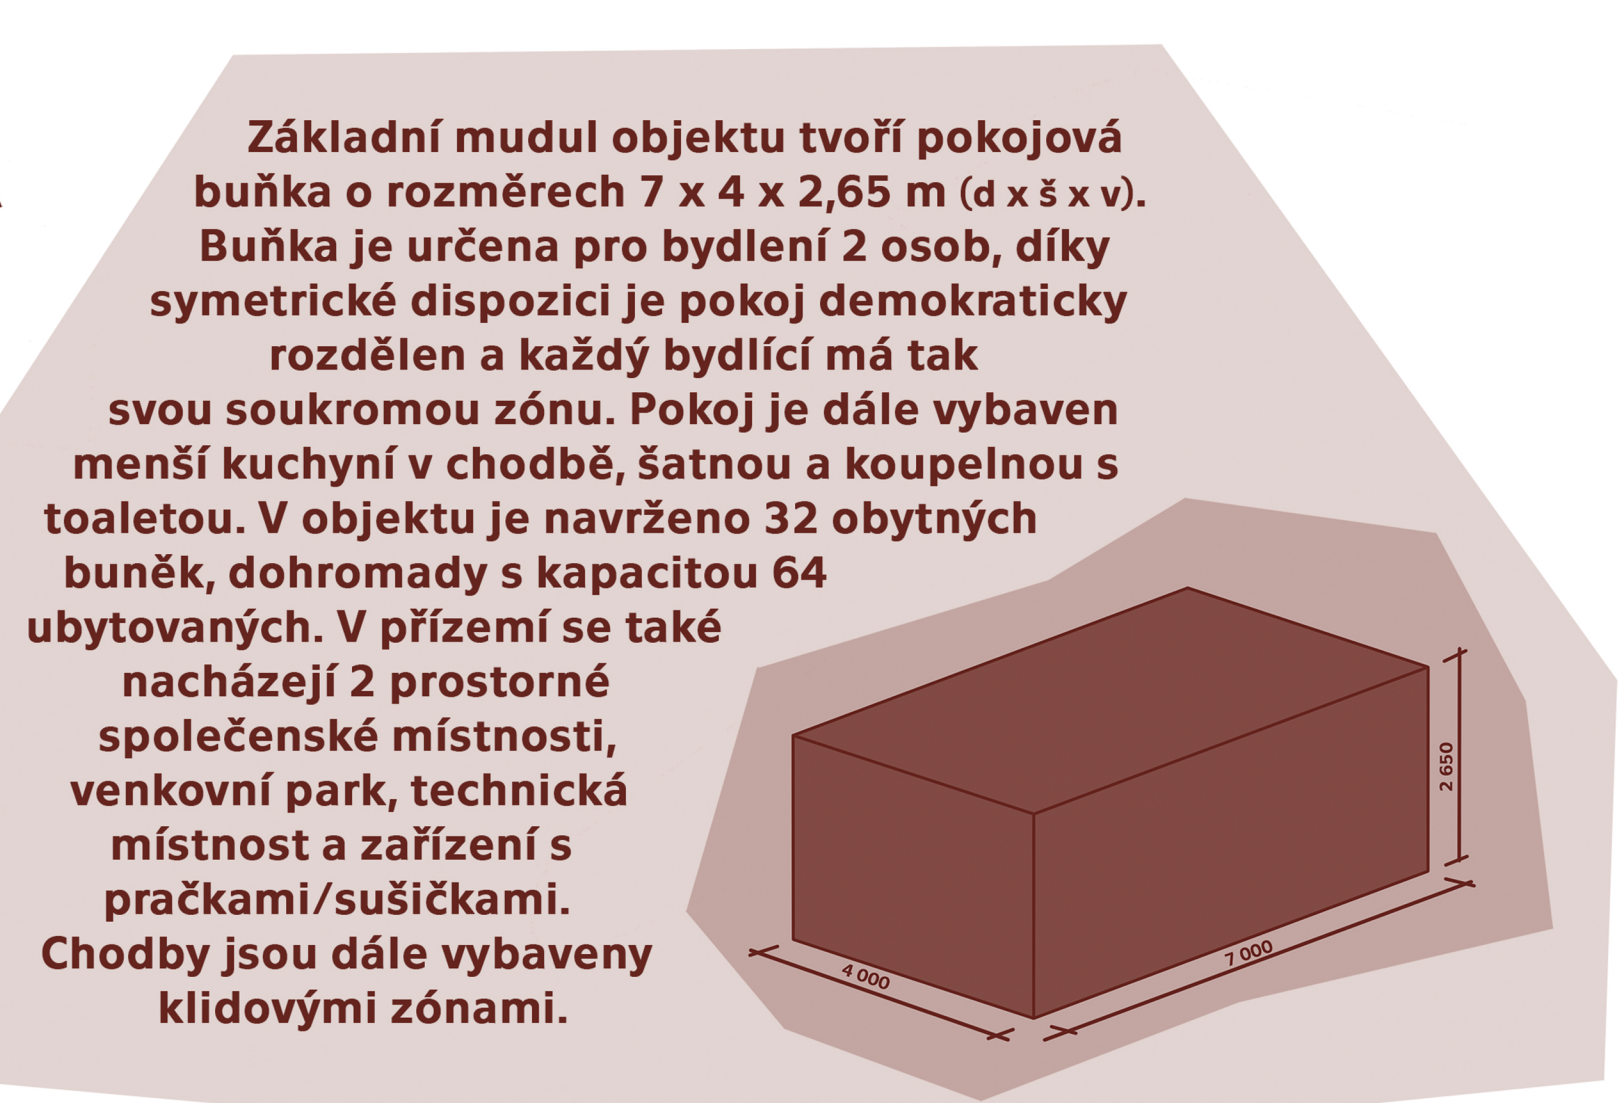 Základní mudul objektu tvoří pokojová
buňka o rozměrech 7 x 4 x 2,65 m (d x š x v).
Buňka je určena pro bydlení 2 osob, díky
symetrické dispozici je pokoj demokraticky
rozdělen a každý bydlící má tak
svou soukromou zónu. Pokoj je dále vybaven
menší kuchyní v chodbě, šatnou a koupelnou s
toaletou. V objektu je navrženo 32 obytných
buněk, dohromady s kapacitou 64
ubytovaných. V přízemí se také
nacházejí 2 prostorné
společenské místnosti,
venkovní park, technická
místnost a zařízení s
pračkami/sušičkami.
Chodby jsou dále vybaveny
klidovými zónami.
2 650
4 000
7 000